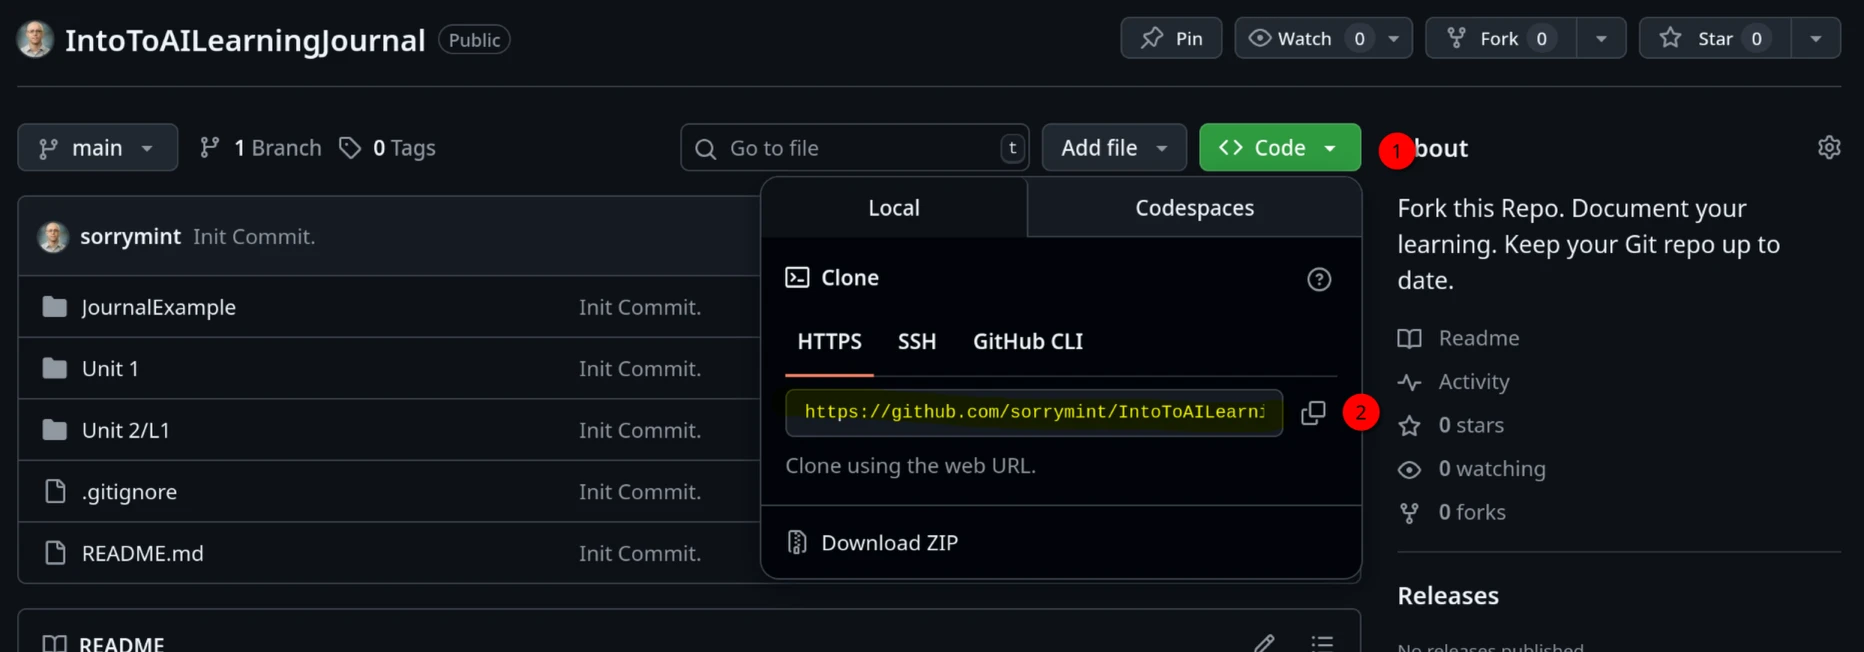 IntoToAILearningJournal Public
Pin Watch 0 Fork 0 Star 0
main 1 Branch 0 Tags Go to file t Add file Code 1 bout
Local Codespaces
sorrymint Init Commit.
Fork this Repo. Document your
learning. Keep your Git repo up to
date.
Clone
JournalExample Init Commit.
HTTPS SSH GitHub CLI
Readme
Unit 1 Init Commit.
Activity
https://github.com/sorrymint/IntoToAILearni 2
0 stars
Unit 2/L1 Init Commit.
Clone using the web URL.
0 watching
.gitignore Init Commit.
0 forks
Download ZIP
README.md Init Commit.
Releases
README
No releases published